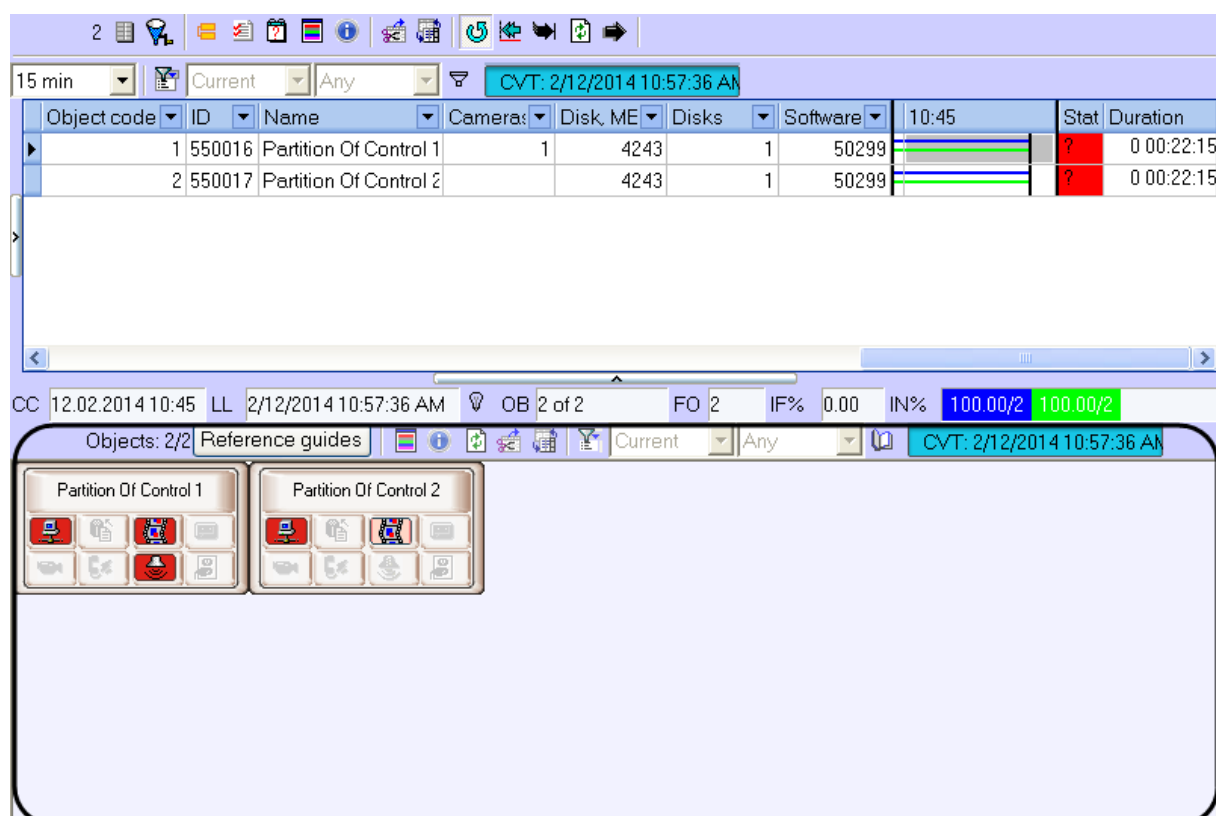 2
15 min Current Any CVT: 2/12/2014 10:57:36 AM
Object code ID Name Cameras Disk, ME Disks Software 10:45 Stat Duration
1 550016 Partition Of Control 1 1 4243 1 50299 ? 0 00:22:15
2 550017 Partition Of Control 2 4243 1 50299 ? 0 00:22:15
CC 12.02.2014 10:45 LL 2/12/2014 10:57:36 AM OB 2 of 2 FO 2 IF% 0.00 IN% 100.00/2 100.00/2
Objects: 2/2 Reference guides Current Any CVT: 2/12/2014 10:57:36 AM
Partition Of Control 1 Partition Of Control 2